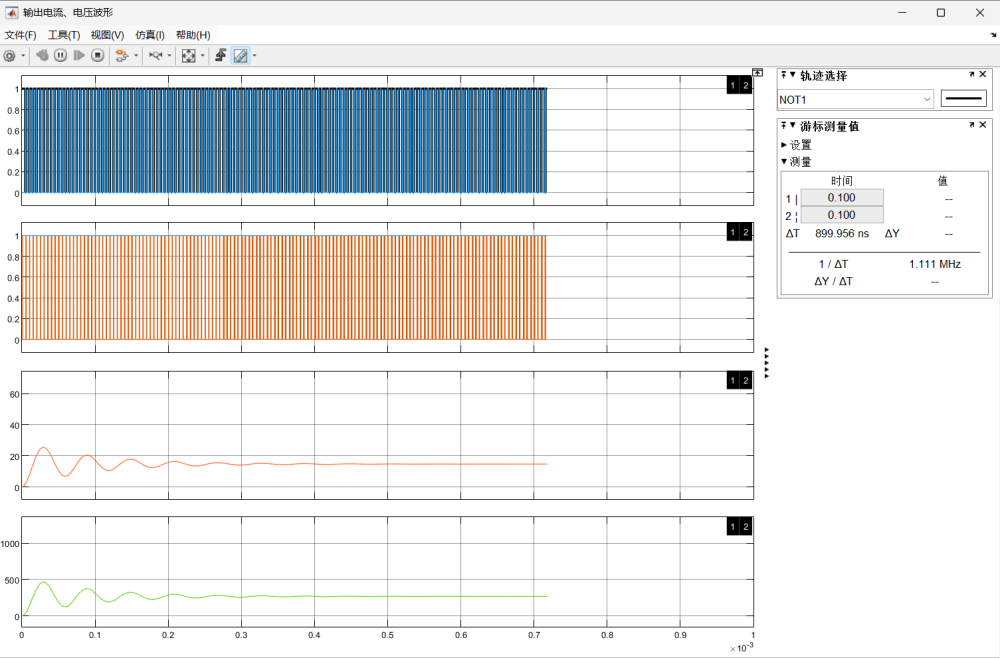 输出电流、电压波形
文件(F) 工具(T) 视图(V) 仿真(I) 帮助(H)
1 2
1
0.8
0.6
0.4
0.2
0
1 2
1
0.8
0.6
0.4
0.2
0
1 2
60
40
20
0
1 2
1000
500
0
0 0.1 0.2 0.3 0.4 0.5 0.6 0.7 0.8 0.9 1
×10⁻³
轨迹选择
NOT1
游标测量值
设置
测量
时间 值
1 | 0.100 --
2 ¦ 0.100 --
ΔT 899.956 ns ΔY --
1 / ΔT 1.111 MHz
ΔY / ΔT --